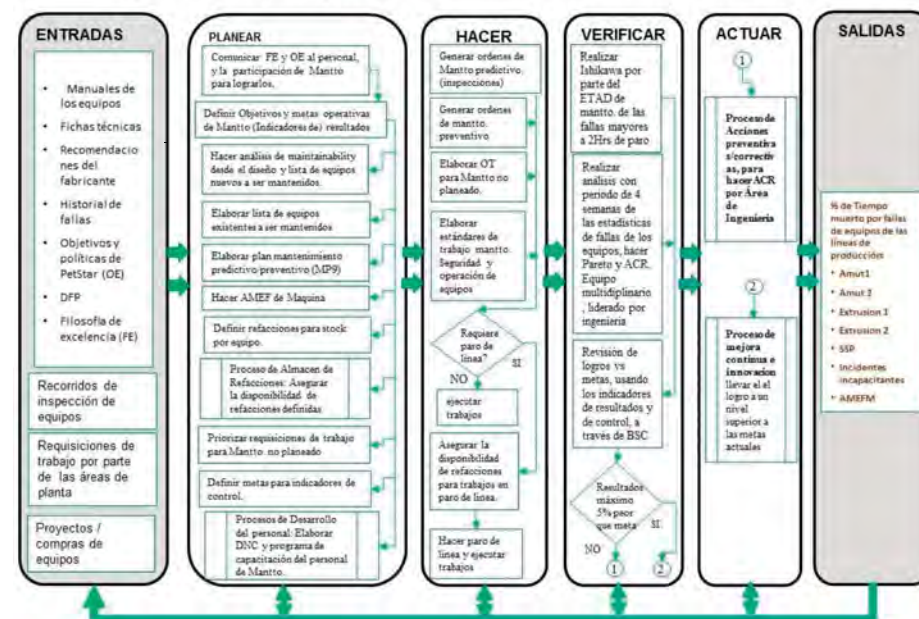 ENTRADAS
• Manuales de
los equipos
• Fichas técnicas
• Recomendacio
nes del
fabricante
• Historial de
fallas
• Objetivos y
políticas de
PetStar (OE)
• DFP
• Filosofía de
excelencia (FE)
Recorridos de
inspección de
equipos
Requisiciones de
trabajo por parte
de las áreas de
planta
Proyectos /
compras de
equipos
PLANEAR
Comunicar FE y OE al personal,
y la participación de Mantto
para lograrlos.
Definir Objetivos y metas operativas
de Mantto (Indicadores de) resultados
Hacer análisis de maintainability
desde el diseño y lista de equipos
nuevos a ser mantenidos.
Elaborar lista de equipos
existentes a ser mantenidos
Elaborar plan mantenimiento
predictivo/preventivo (MP9)
Hacer AMEF de Maquina
Definir refacciones para stock
por equipo.
Proceso de Almacen de
Refacciones: Asegurar
la disponibilidad de
refacciones definidas
Priorizar requisiciones de trabajo
para Mantto no planeado
Definir metas para indicadores de
control.
Procesos de Desarrollo
del personal: Elaborar
DNC y programa de
capacitación del personal
de Mantto.
HACER
Generar ordenes de
Mantto predictivo
(inspecciones)
Generar ordenes
de mantto.
preventivo
Elaborar OT
para Mantto no
planeado.
Elaborar
estándares de
trabajo mantto.
Seguridad y
operación de
equipos
Requiere
paro de
linea?
SI
NO
ejecutar
trabajos
Asegurar la
disponibilidad
de refacciones
para trabajos en
paro de linea.
Hacer paro de
linea y ejecutar
trabajos
VERIFICAR
Realizar
Ishikawa por
parte del
ETAD de
mantto. de las
fallas mayores
a 2Hrs de paro
Realizar
análisis con
periodo de 4
semanas de
las estadísticas
de fallas de los
equipos, hacer
Pareto y ACR.
Equipo
multidiplinario
, liderado por
ingenieria
Revisión de
logros vs
metas, usando
los indicadores
de resultados y
de control, a
través de BSC
Resultados
máximo
5% peor
que meta
SI
NO
1
2
ACTUAR
1
Proceso de
Acciones
preventiva
s/correctiv
as, para
hacer ACR
por Área de
Ingeniería
2
Proceso de
mejora
continua e
innovacion
llevar el el
logro a un
nivel
superior a
las metas
actuales
SALIDAS
% de Tiempo
muerto por fallas
de equipos de las
líneas de
producción:
• Amut 1
• Amut 2
• Extrusion 1
• Extrusion 2
• SSP
• Incidentes
incapacitantes
• AMEFM